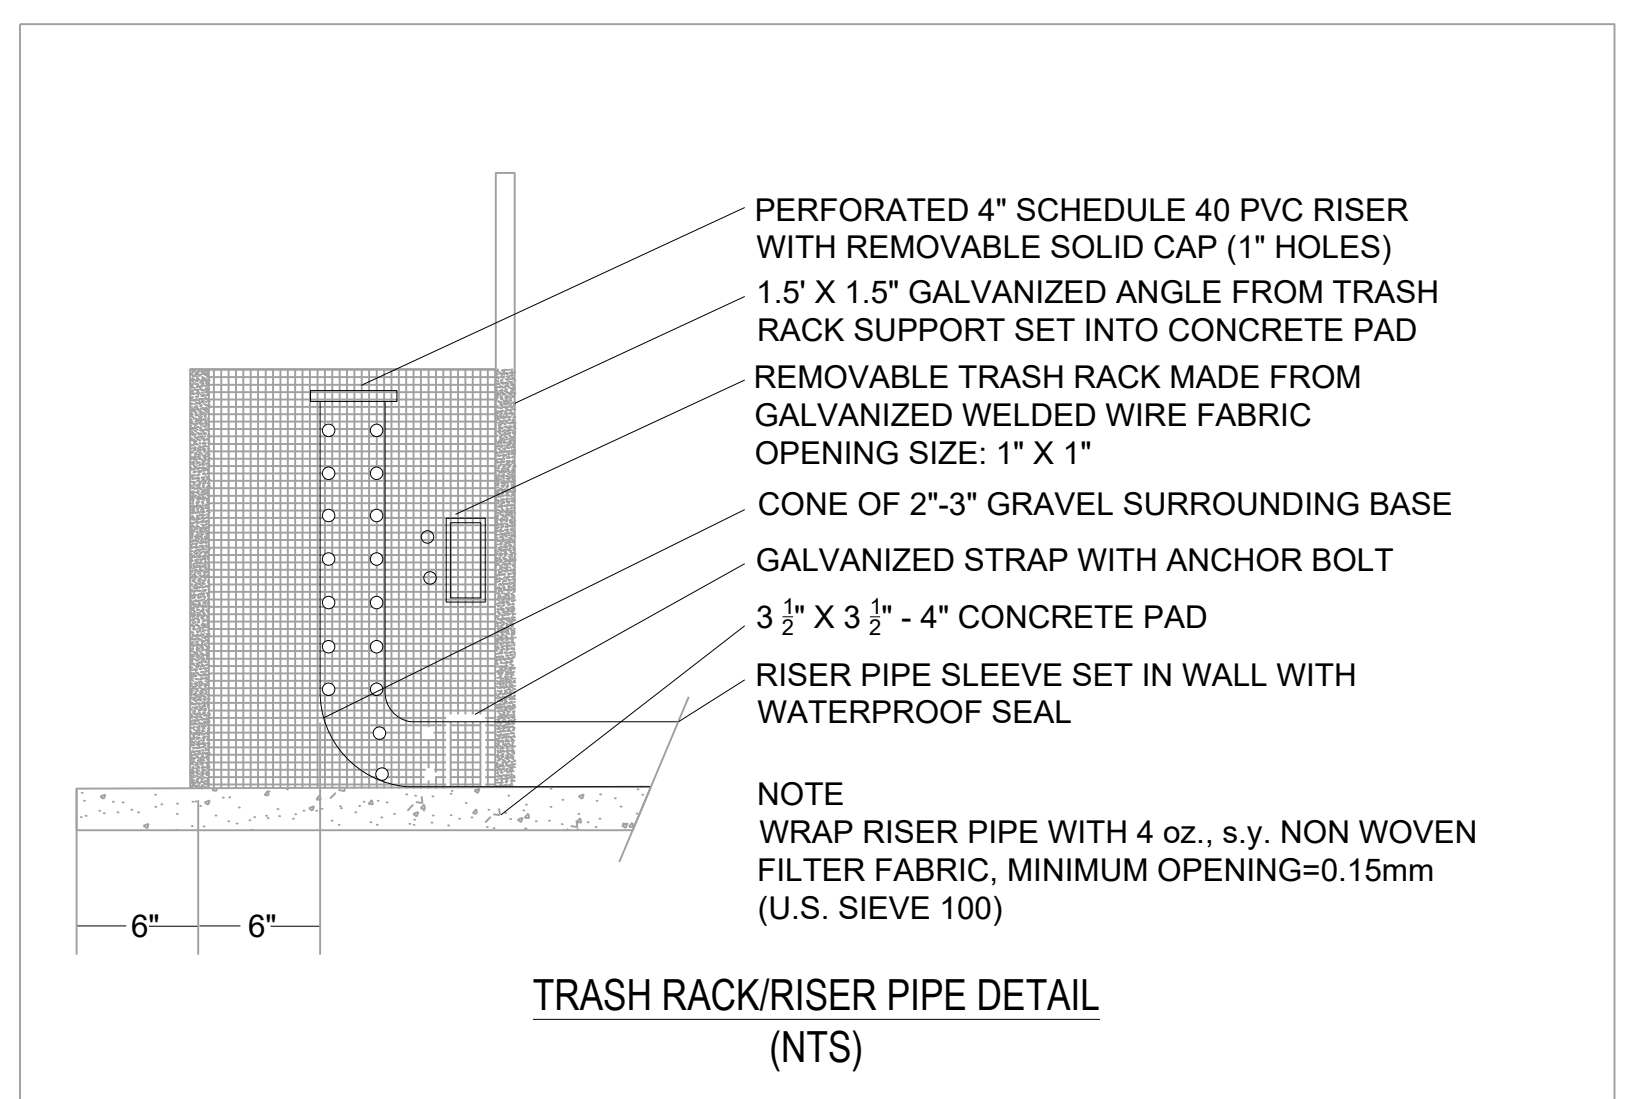 PERFORATED 4" SCHEDULE 40 PVC RISER
WITH REMOVABLE SOLID CAP (1" HOLES)
1.5' X 1.5" GALVANIZED ANGLE FROM TRASH
RACK SUPPORT SET INTO CONCRETE PAD
REMOVABLE TRASH RACK MADE FROM
GALVANIZED WELDED WIRE FABRIC
OPENING SIZE: 1" X 1"
CONE OF 2"-3" GRAVEL SURROUNDING BASE
GALVANIZED STRAP WITH ANCHOR BOLT
3 1/2" X 3 1/2" - 4" CONCRETE PAD
RISER PIPE SLEEVE SET IN WALL WITH
WATERPROOF SEAL
NOTE
WRAP RISER PIPE WITH 4 oz., s.y. NON WOVEN
FILTER FABRIC, MINIMUM OPENING=0.15mm
(U.S. SIEVE 100)
6" 6"
TRASH RACK/RISER PIPE DETAIL
(NTS)